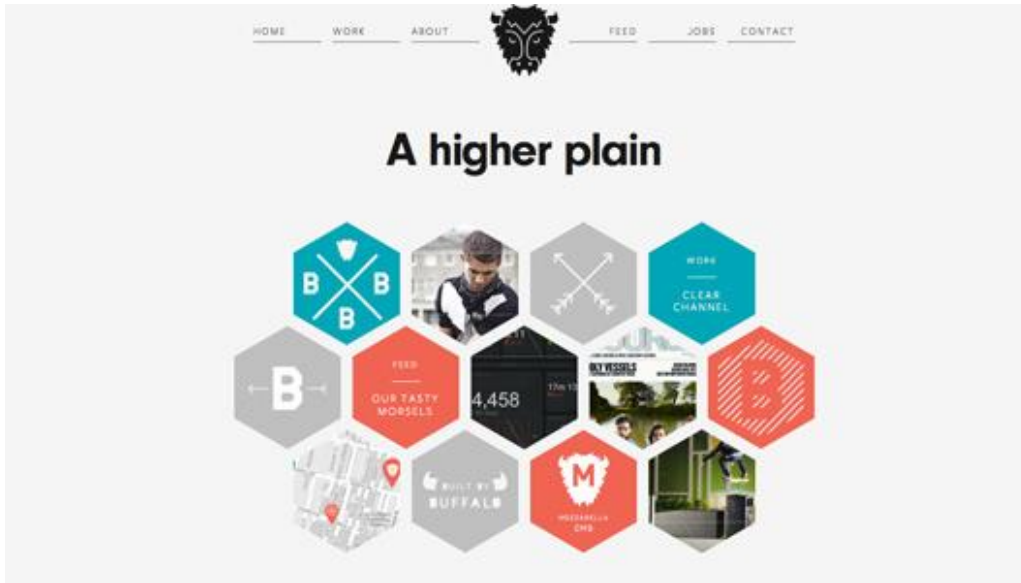 HOME WORK ABOUT FEED JOBS CONTACT
A higher plain
B B
B
WORK
CLEAR
CHANNEL
B
FEED
OUR TASTY
MORSELS
4,458
17m
OLY VESSELS
B
BUILT BY
BUFFALO
M
MOZZARELLA
CMS